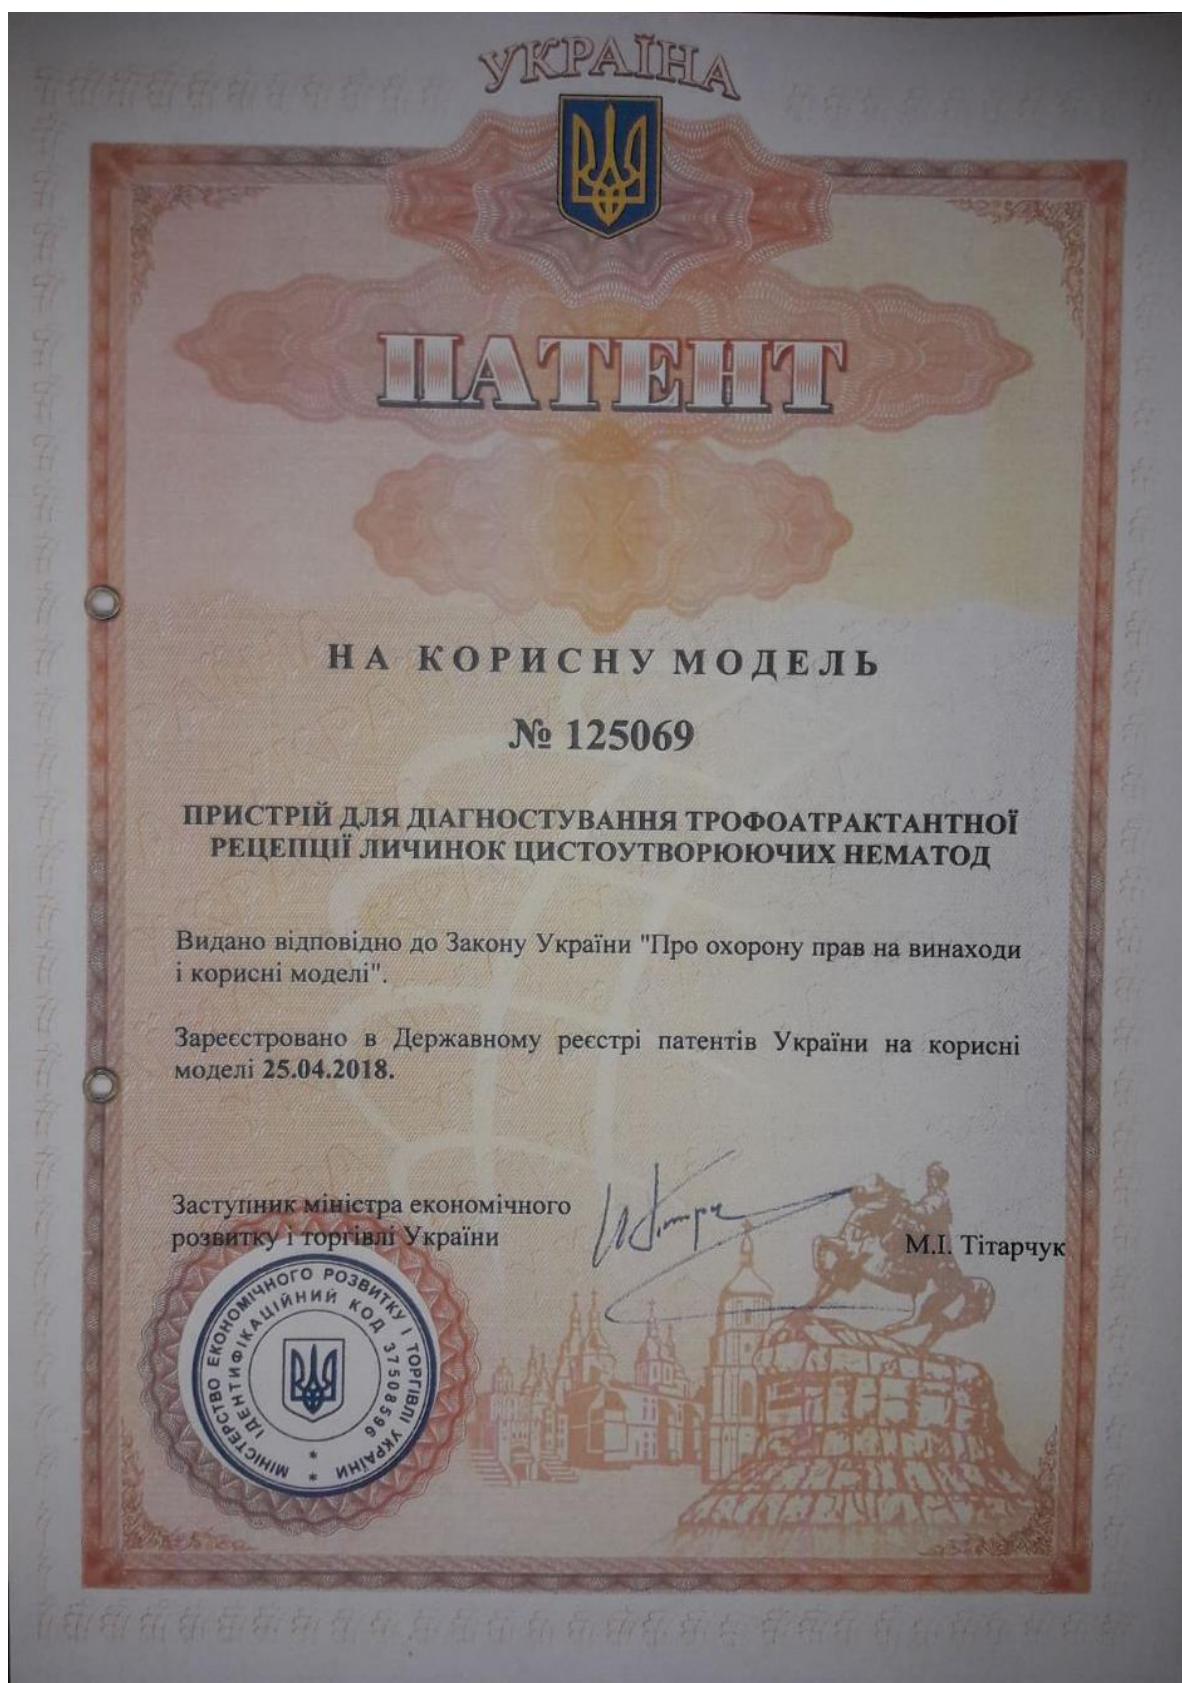 УКРАЇНА
ПАТЕНТ
НА КОРИСНУ МОДЕЛЬ
№ 125069
ПРИСТРІЙ ДЛЯ ДІАГНОСТУВАННЯ ТРОФОАТРАКТАНТНОЇ
РЕЦЕПЦІЇ ЛИЧИНОК ЦИСТОУТВОРЮЮЧИХ НЕМАТОД
Видано відповідно до Закону України "Про охорону прав на винаходи
і корисні моделі".
Зареєстровано в Державному реєстрі патентів України на корисні
моделі 25.04.2018.
Заступник міністра економічного
розвитку і торгівлі України
М.І. Тітарчук
МІНІСТЕРСТВО ЕКОНОМІЧНОГО РОЗВИТКУ І ТОРГІВЛІ УКРАЇНИ *
ІДЕНТИФІКАЦІЙНИЙ КОД 37508596 *